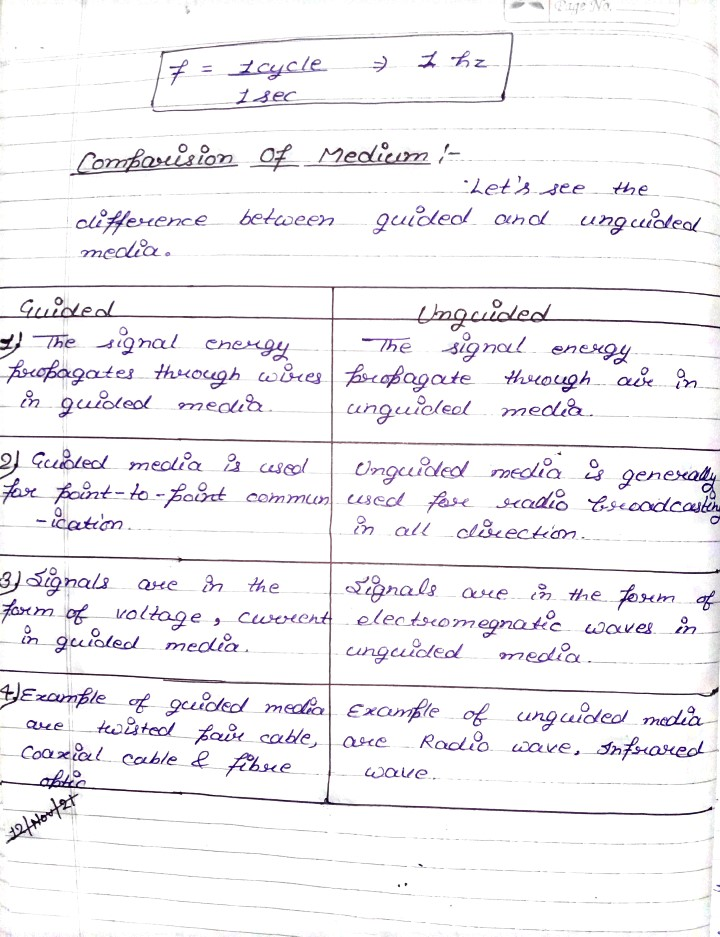 Page No.
f = 1cycle ⇒ 1 hz
1 sec
Comparision Of Medium :-
Let's see the
difference between guided and unguided
media.
Guided
1) The signal energy
propagates through wires
in guided media.
Unguided
The signal energy
propagate through air in
unguided media.
2) Guided media is used
for point-to-point commun
-ication.
Unguided media is generally
used for radio broadcasting
in all direction.
3) Signals are in the
form of voltage, current
in guided media.
Signals are in the form of
electromegnatic waves in
unguided media.
4) Example of guided media
are twisted pair cable,
Coaxial cable & fibre
optic
Example of unguided media
are Radio wave, Infrared
wave.
12/Nov/21